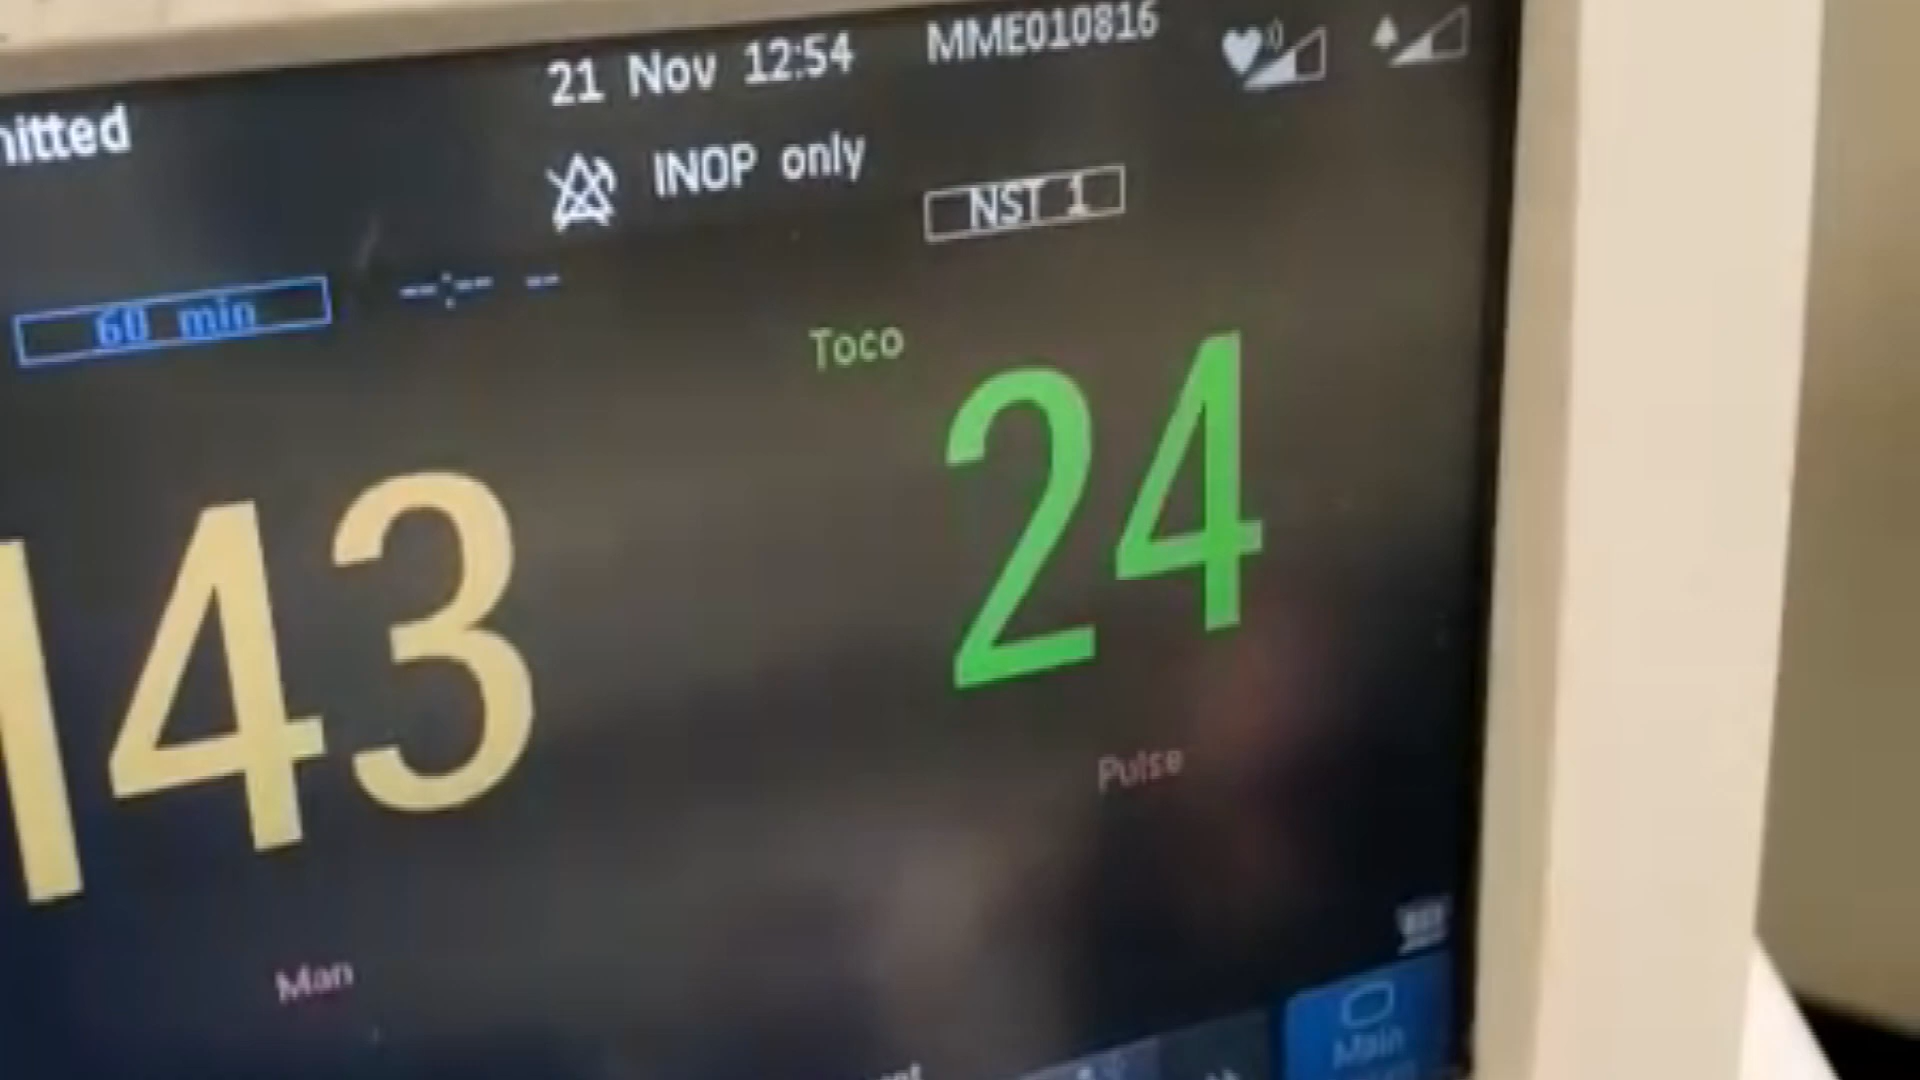 21 Nov 12:54 MME010816
nitted
INOP only
NST 1
60 min --:-- --
Toco
24
143
Pulse
Man
Main